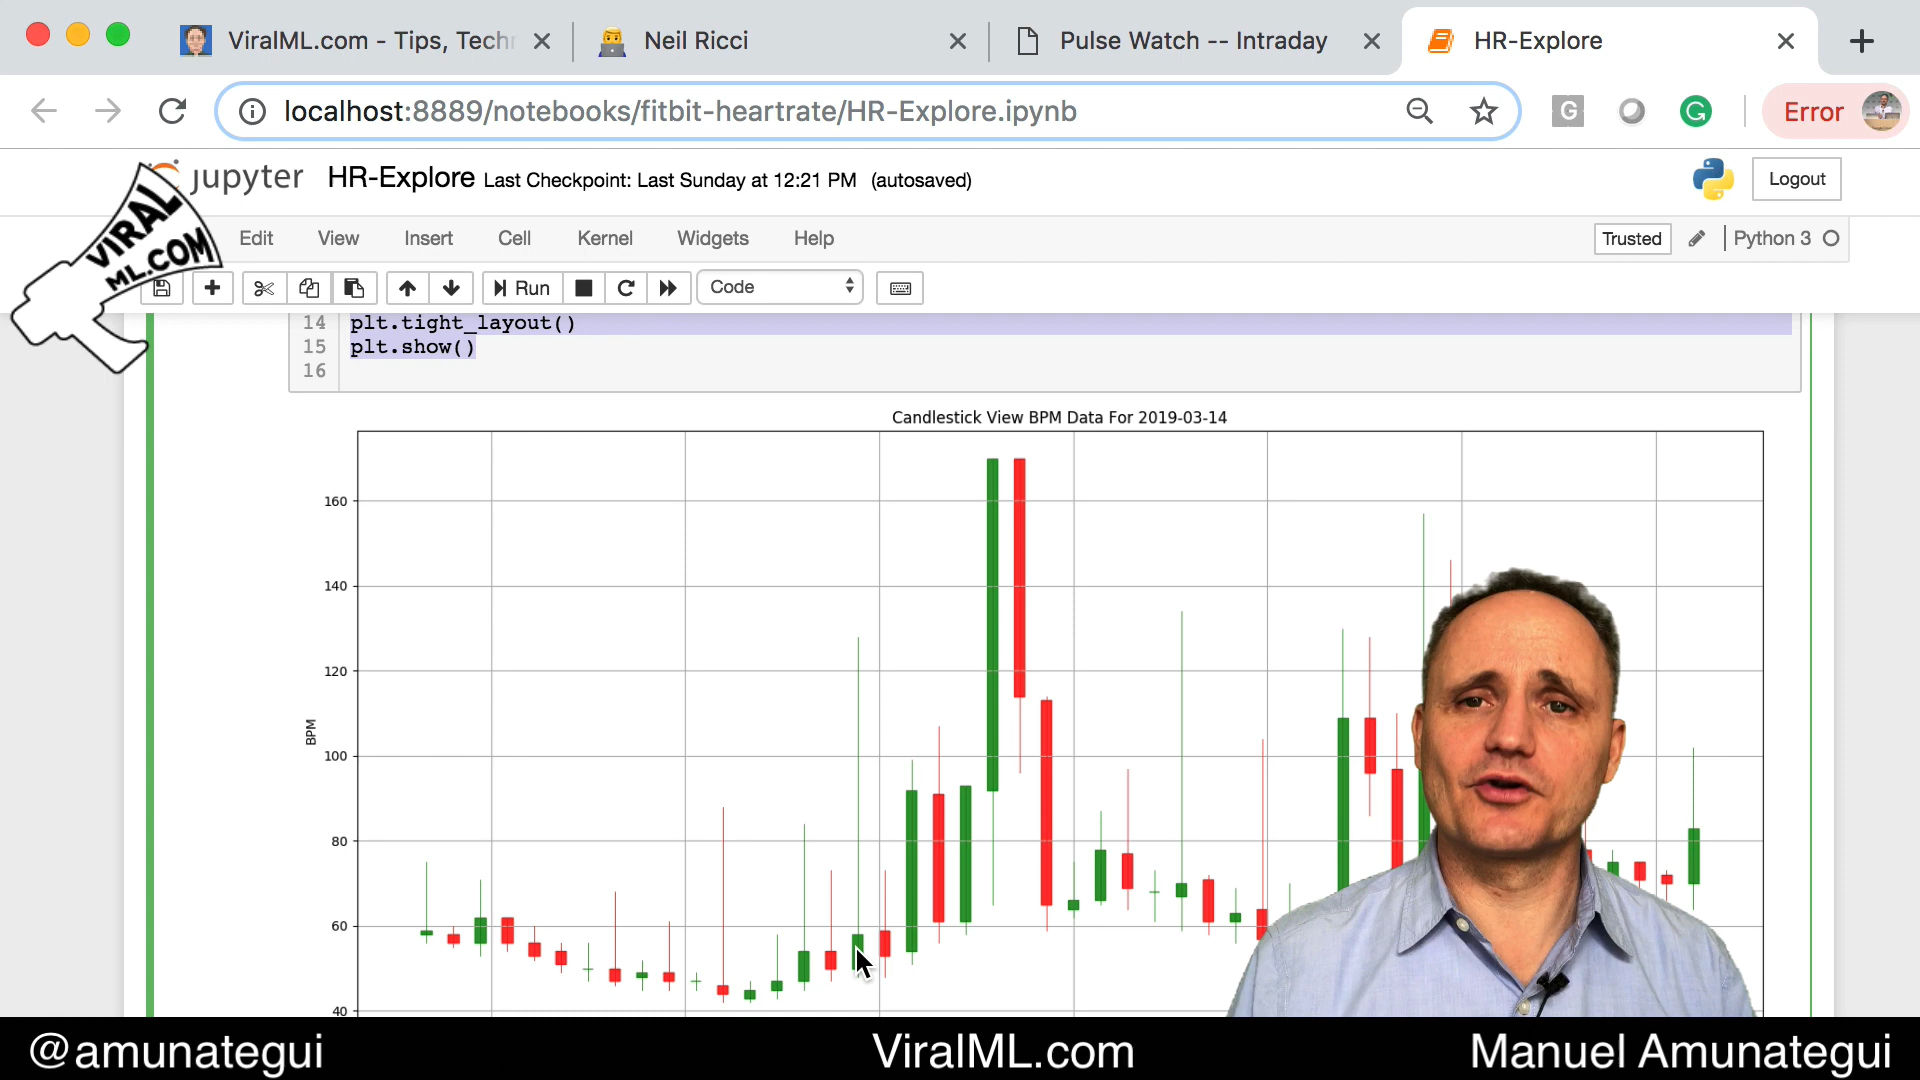 ViralML.com - Tips, Tech
Neil Ricci
Pulse Watch -- Intraday
HR-Explore
localhost:8889/notebooks/fitbit-heartrate/HR-Explore.ipynb
G
G
Error
jupyter
HR-Explore Last Checkpoint: Last Sunday at 12:21 PM (autosaved)
Logout
VIRAL
ML.COM
Edit
View
Insert
Cell
Kernel
Widgets
Help
Trusted
Python 3
Run
Code
14 plt.tight_layout()
15 plt.show()
16
Candlestick View BPM Data For 2019-03-14
160
140
120
BPM
100
80
60
40
@amunategui
ViralML.com
Manuel Amunategui